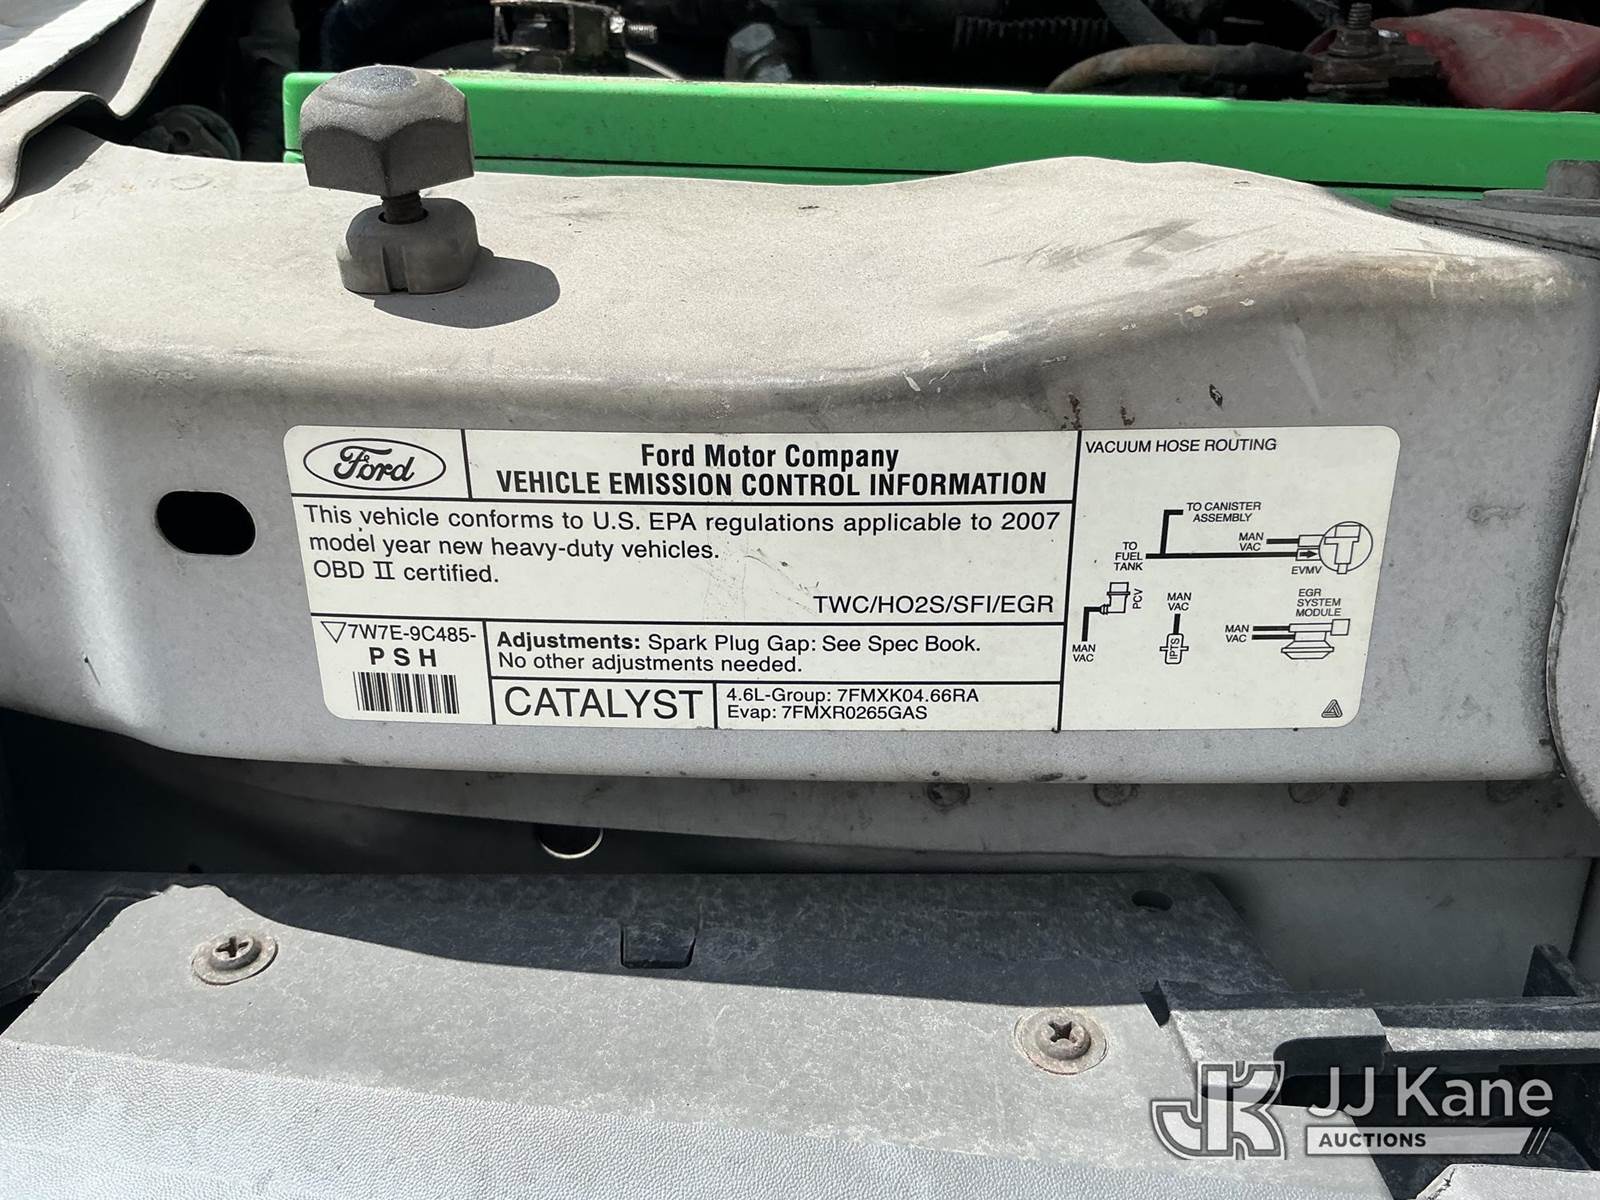 Ford
Ford Motor Company
VEHICLE EMISSION CONTROL INFORMATION
This vehicle conforms to U.S. EPA regulations applicable to 2007
model year new heavy-duty vehicles.
OBD II certified.
TWC/HO2S/SFI/EGR
7W7E-9C485-
P S H
Adjustments: Spark Plug Gap: See Spec Book.
No other adjustments needed.
CATALYST
4.6L-Group: 7FMXK04.66RA
Evap: 7FMXR0265GAS
VACUUM HOSE ROUTING
TO CANISTER
ASSEMBLY
MAN
VAC
TO
FUEL
TANK
EVMV
PCV
MAN
VAC
MAN
VAC
IPTS
EGR
SYSTEM
MODULE
MAN
VAC
JK
JJ Kane
AUCTIONS